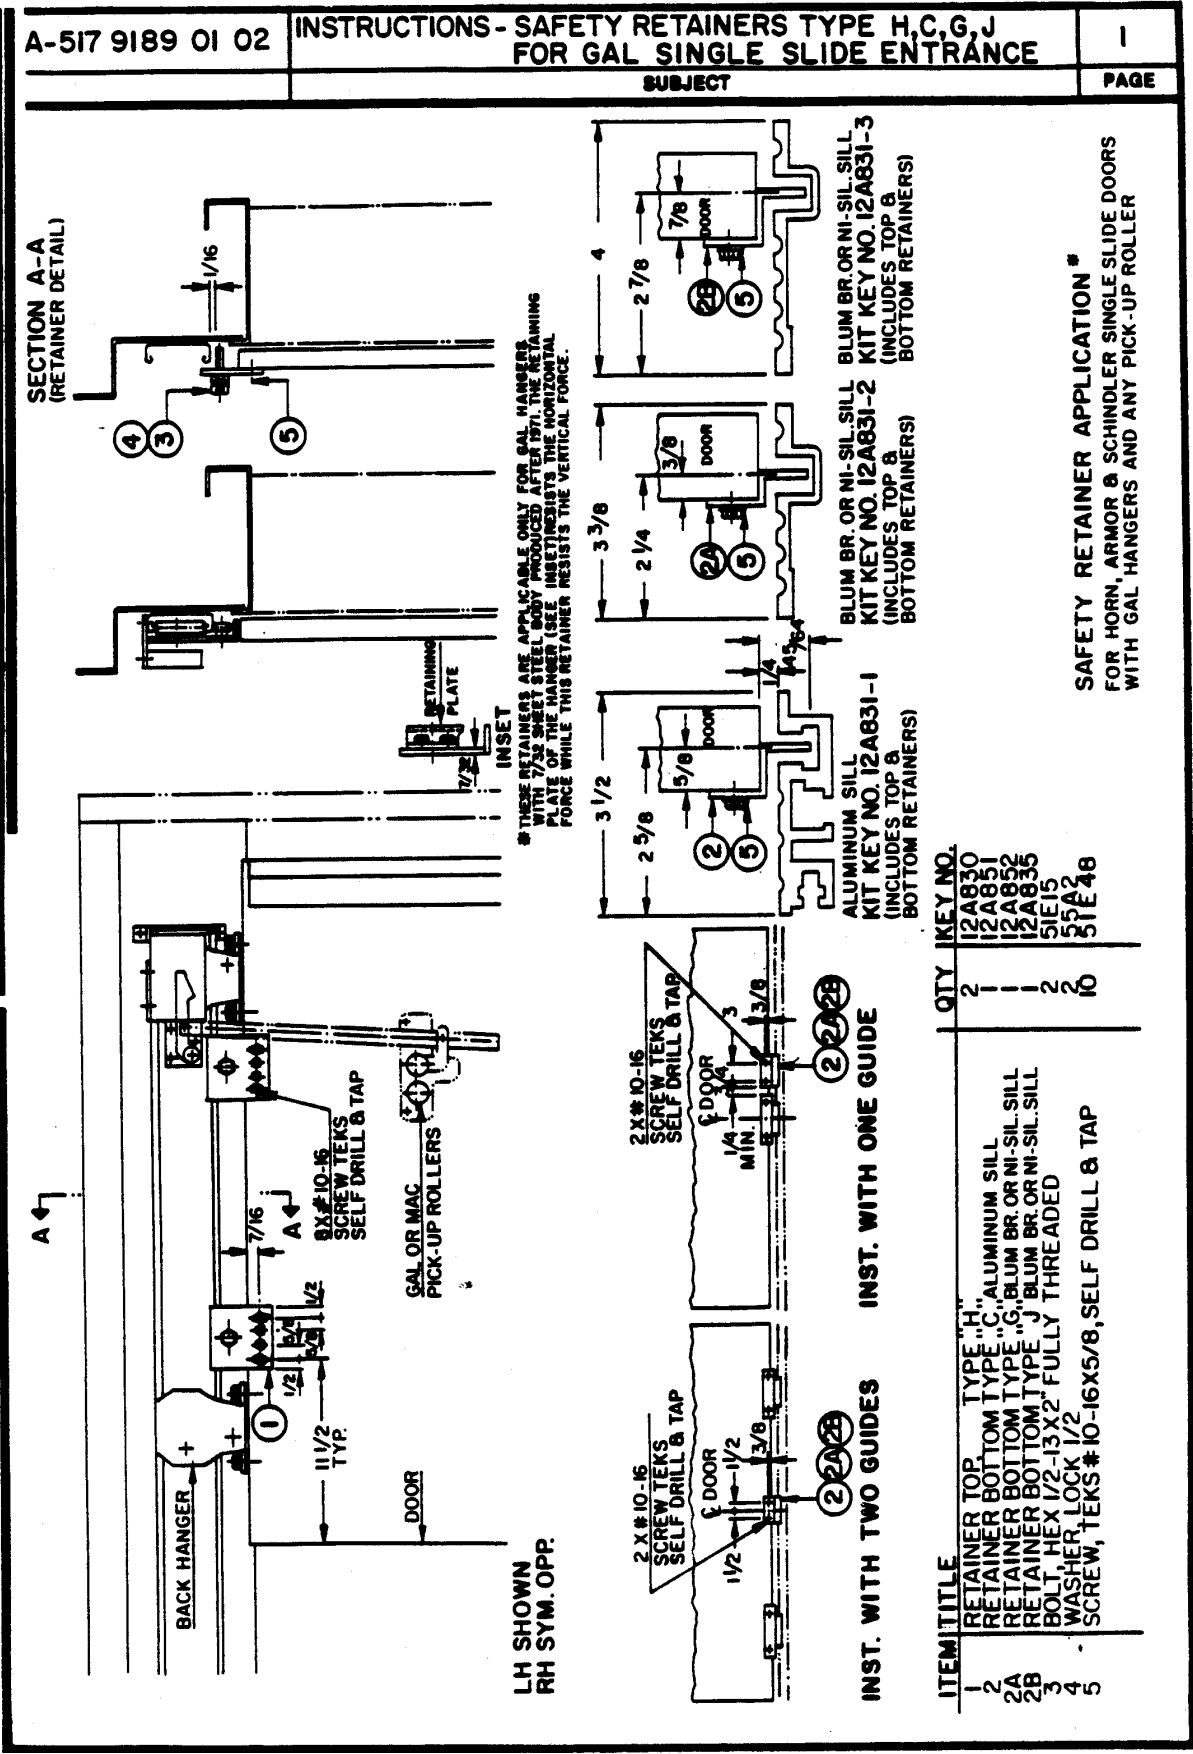 A-517 9189 01 02
INSTRUCTIONS- SAFETY RETAINERS TYPE H,C,G,J
FOR GAL SINGLE SLIDE ENTRANCE
SUBJECT
1
PAGE
SECTION A-A
(RETAINER DETAIL)
1/16
4
3
5
A
A
7/16
8X#10-16
SCREW TEKS
SELF DRILL & TAP
GAL OR MAC
PICK-UP ROLLERS
1/2
5/8
5/8
1/2
1
11 1/2
TYP.
BACK HANGER
DOOR
LH SHOWN
RH SYM. OPP.
RETAINING
PLATE
7/32
INSET
#THESE RETAINERS ARE APPLICABLE ONLY FOR GAL HANGERS
WITH 7/32 SHEET STEEL BODY PRODUCED AFTER 1971. THE RETAINING
PLATE OF THE HANGER (SEE INSET) RESISTS THE HORIZONTAL
FORCE WHILE THIS RETAINER RESISTS THE VERTICAL FORCE.
2X#10-16
SCREW TEKS
SELF DRILL & TAP
℄ DOOR
1 1/2
1 1/2
3/8
2 2A 2B
INST. WITH TWO GUIDES
2X#10-16
SCREW TEKS
SELF DRILL & TAP
℄ DOOR
3/4
3
3/8
1/4
MIN.
2 2A 2B
INST. WITH ONE GUIDE
3 1/2
2 5/8
5/8
DOOR
2
5
1/4
45/64
ALUMINUM SILL
KIT KEY NO. 12A831-1
(INCLUDES TOP &
BOTTOM RETAINERS)
3 3/8
2 1/4
3/8
DOOR
2A
5
BLUM BR. OR NI-SIL. SILL
KIT KEY NO. 12A831-2
(INCLUDES TOP &
BOTTOM RETAINERS)
4
2 7/8
7/8
DOOR
2B
5
BLUM BR. OR NI-SIL. SILL
KIT KEY NO. 12A831-3
(INCLUDES TOP &
BOTTOM RETAINERS)
ITEM TITLE QTY KEY NO.
1 RETAINER TOP, TYPE "H" 2 12A830
2 RETAINER BOTTOM TYPE "C" ALUMINUM SILL 1 12A851
2A RETAINER BOTTOM TYPE "G" BLUM BR. OR NI-SIL. SILL 1 12A852
2B RETAINER BOTTOM TYPE "J" BLUM BR. OR NI-SIL. SILL 1 12A835
3 BOLT, HEX 1/2-13X2" FULLY THREADED 2 51E15
4 WASHER, LOCK 1/2 2 55A2
5 SCREW, TEKS #10-16X5/8, SELF DRILL & TAP 10 51E48
SAFETY RETAINER APPLICATION #
FOR HORN, ARMOR & SCHINDLER SINGLE SLIDE DOORS
WITH GAL HANGERS AND ANY PICK-UP ROLLER